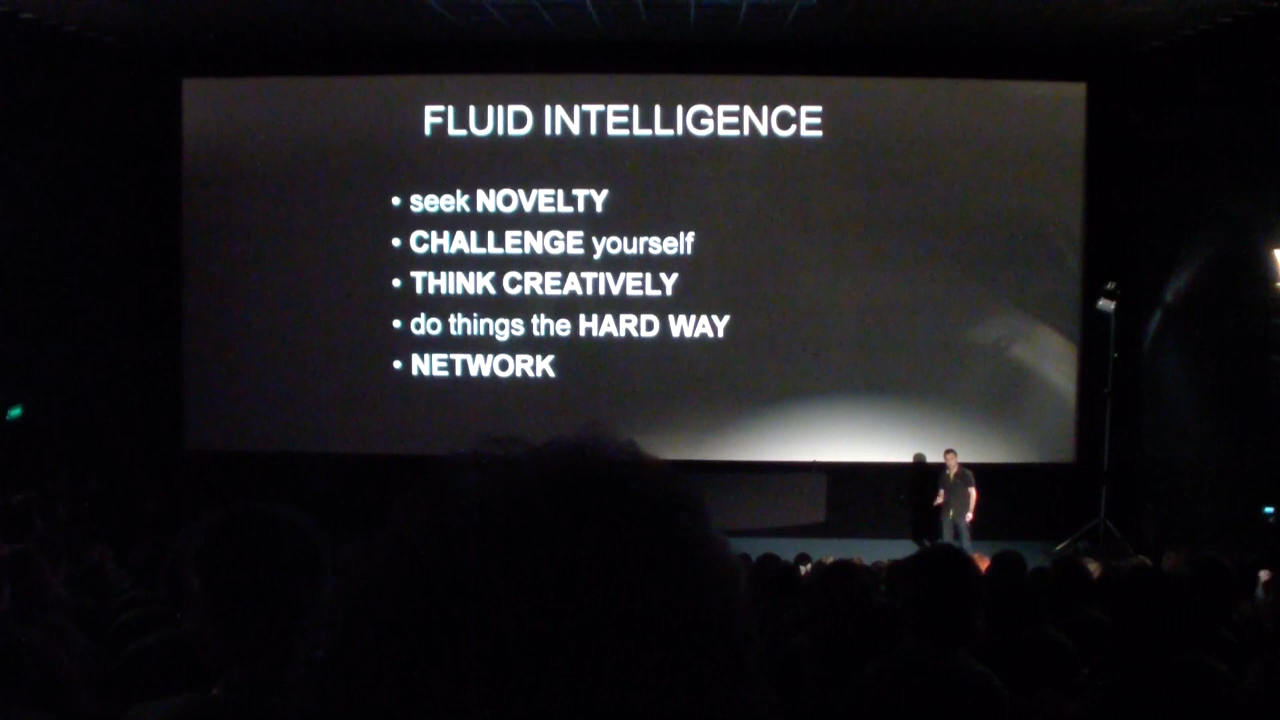 FLUID INTELLIGENCE
• seek NOVELTY
• CHALLENGE yourself
• THINK CREATIVELY
• do things the HARD WAY
• NETWORK